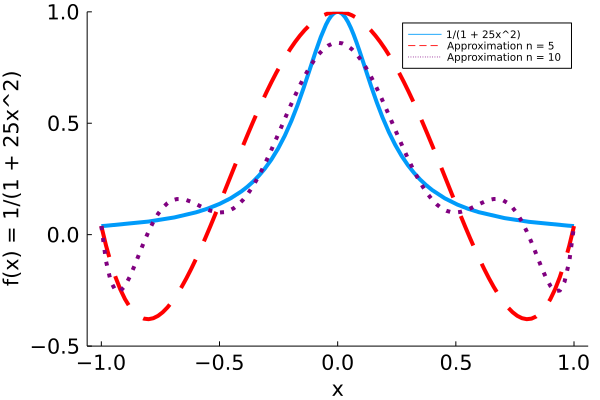 f(x) = 1/(1 + 25x^2)
1.0
0.5
0.0
−0.5
1/(1 + 25x^2)
Approximation n = 5
Approximation n = 10
−1.0
−0.5
0.0
0.5
1.0
x